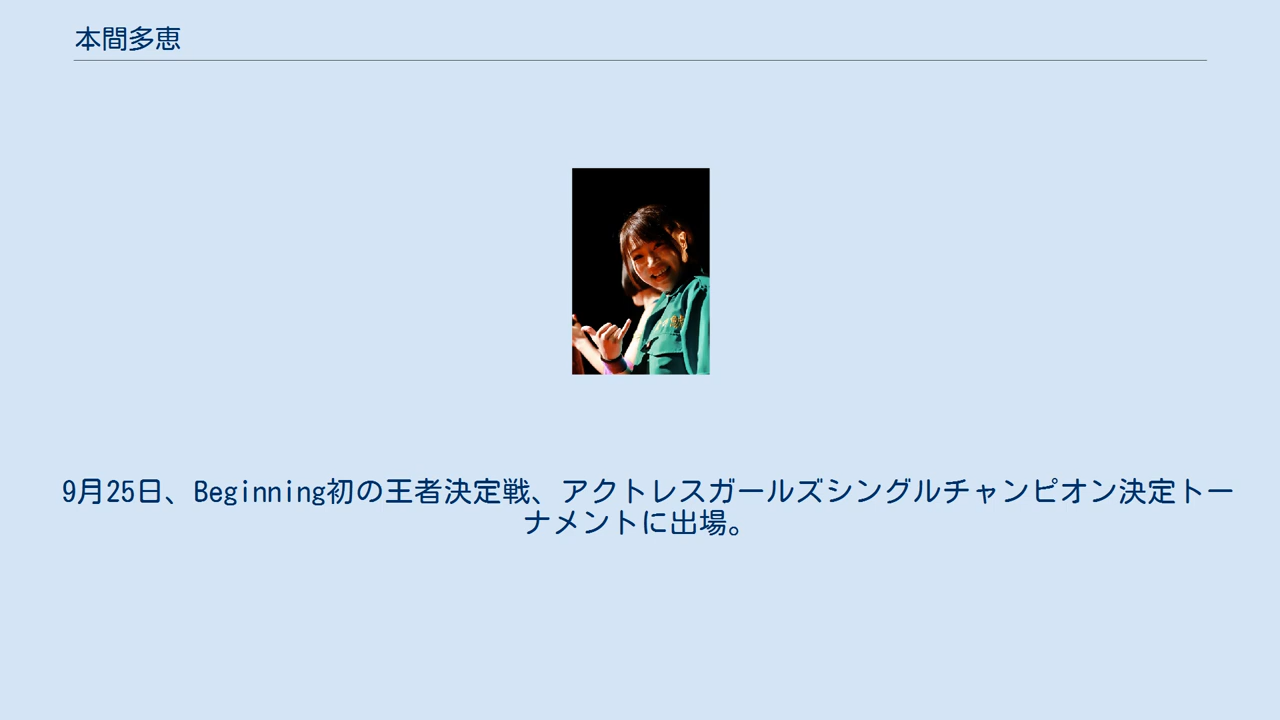 本間多恵
9月25日、Beginning初の王者決定戦、アクトレスガールズシングルチャンピオン決定トー
ナメントに出場。